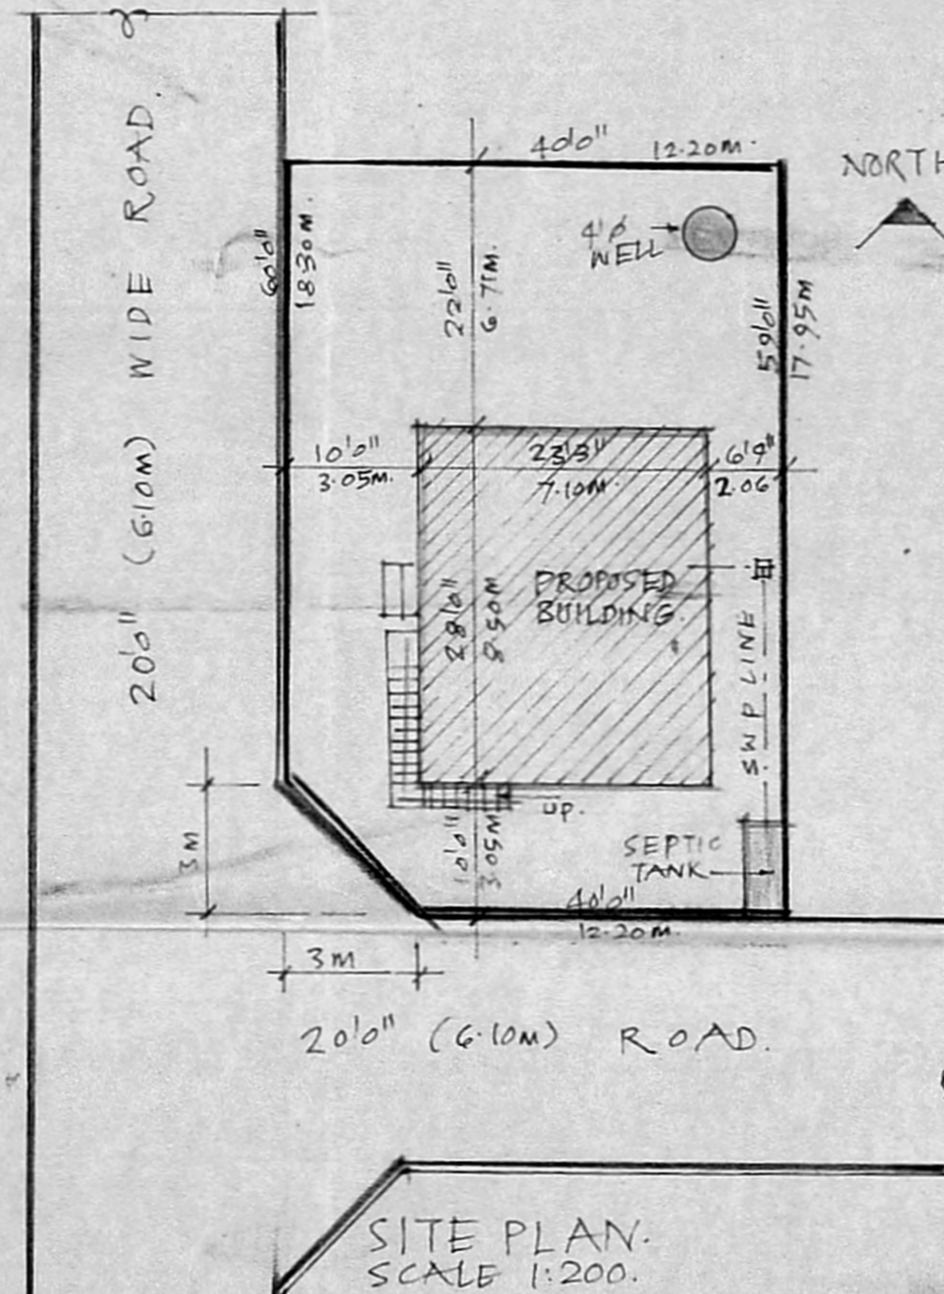 40'0" 12.20M.
NORTH
4'φ
WELL
20'0" (6.10M) WIDE ROAD.
60'0"
18.30M.
22'0"
6.71M.
59'0"
17.95M
10'0" 23'3" 6'9"
3.05M. 7.10M. 2.06
PROPOSED
BUILDING.
28'0"
8.50M
S.W.P LINE
UP.
10'0"
3.05M
SEPTIC
TANK
3M
40'0"
12.20M.
3M
20'0" (6.10M) ROAD.
SITE PLAN.
SCALE 1:200.